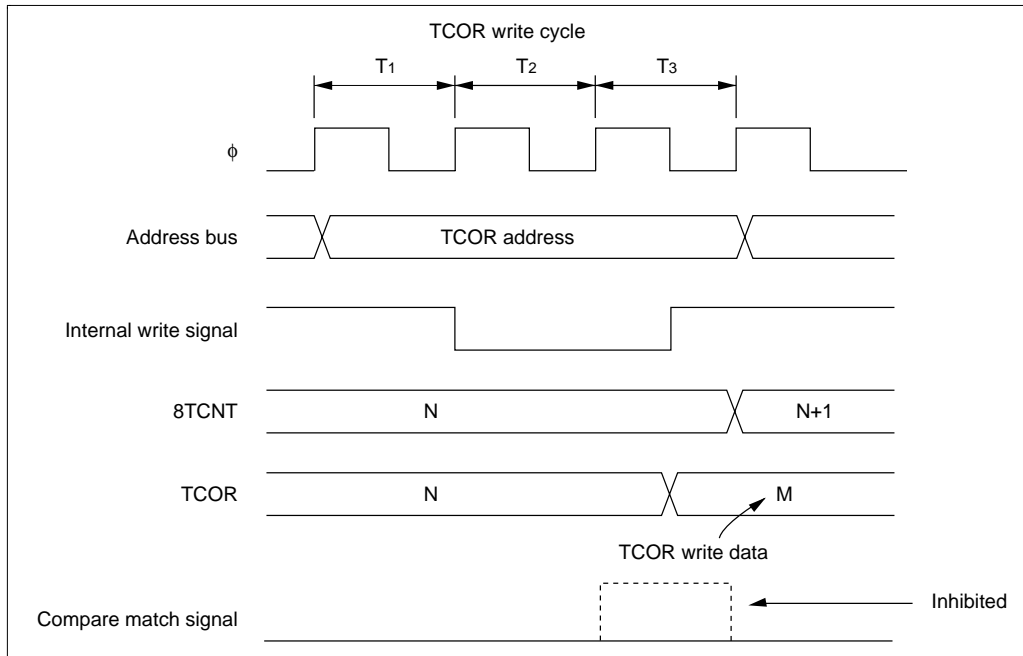 TCOR write cycle
T1 T2 T3
ϕ
Address bus TCOR address
Internal write signal
8TCNT N N+1
TCOR N M
TCOR write data
Compare match signal Inhibited